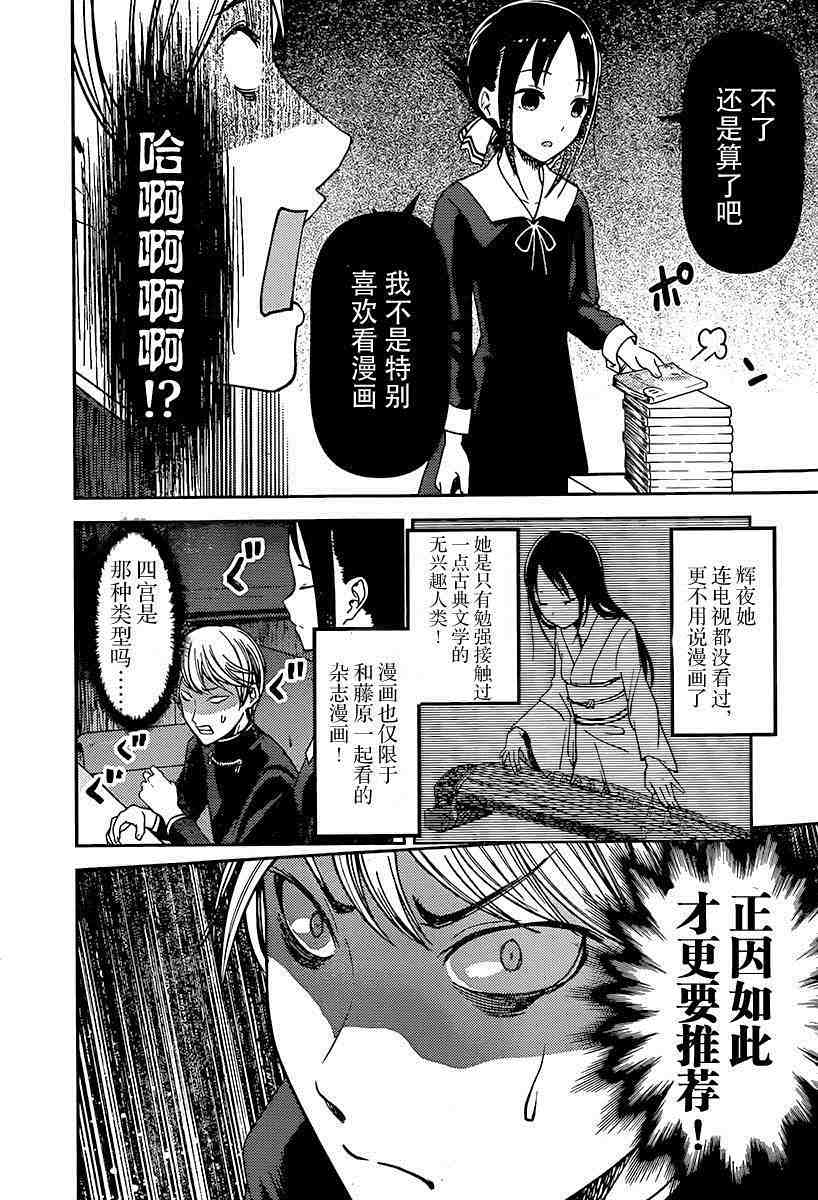 不了
还是算了吧
ポ
我不是特别
喜欢看漫画
哈啊啊啊啊!?
辉夜她
连电视都没看过,
更不用说漫画了
她是只有勉强接触过
一点古典文学的
无兴趣人类!
漫画也仅限于
和藤原一起看的
杂志漫画!
四宫是
那种类型吗……
ぐ
ぐ
ぐ
正因如此
才更要推荐!